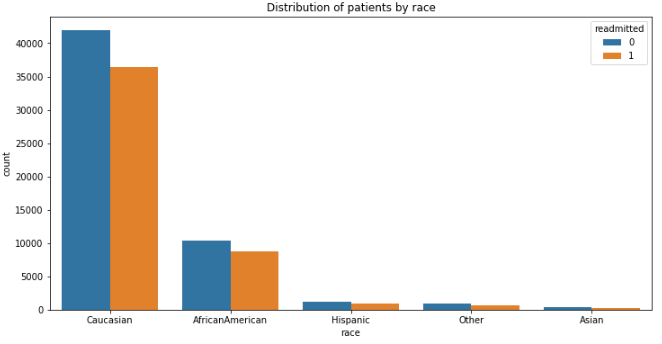 Distribution of patients by race
readmitted
0
1
40000
35000
30000
25000
20000
15000
10000
5000
0
count
Caucasian AfricanAmerican Hispanic Other Asian
race